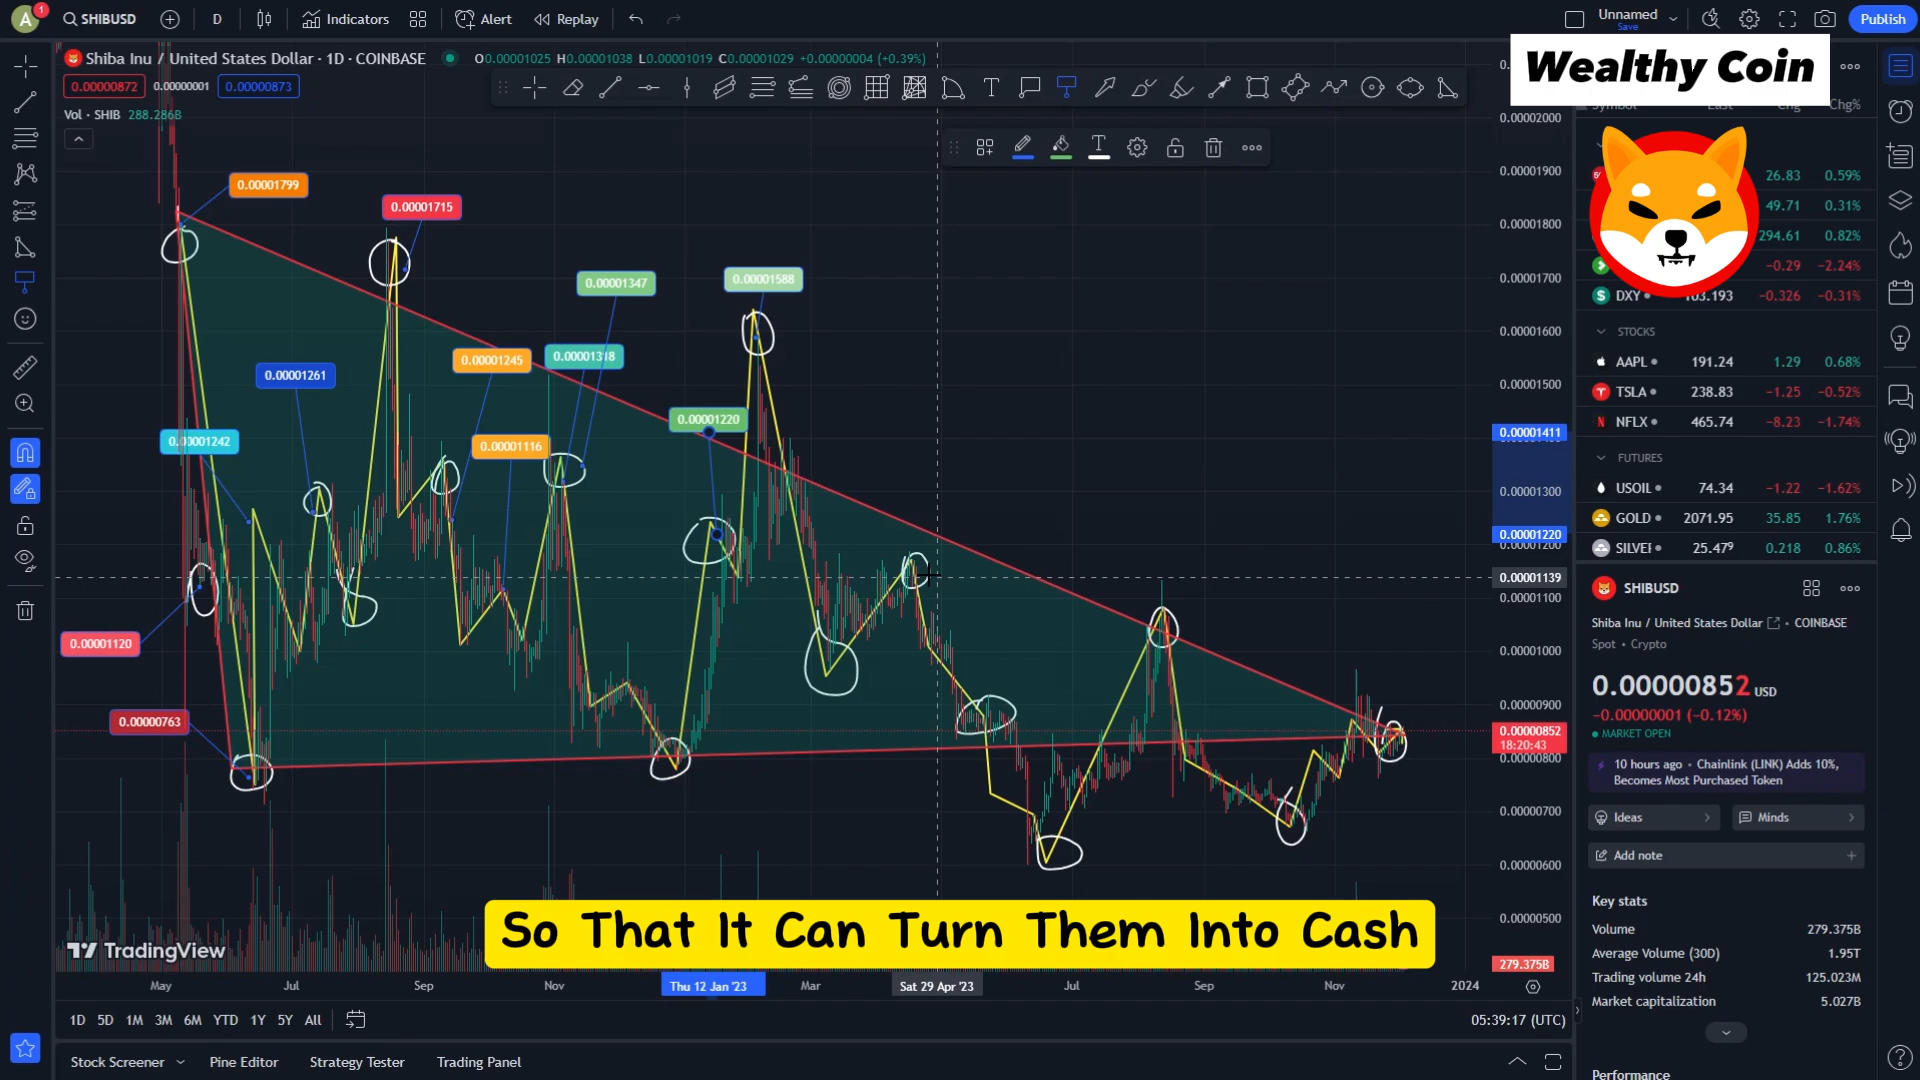 A 1 SHIBUSD D Indicators Alert Replay Unnamed Save Publish
Wealthy Coin
Shiba Inu / United States Dollar · 1D · COINBASE O0.00001025 H0.00001038 L0.00001019 C0.00001029 +0.00000004 (+0.39%)
0.00000872 0.00000001 0.00000873
Vol · SHIB 288.286B
Chg%
0.00002000
0.00001900
0.00001800
0.00001700
0.00001600
0.00001500
0.00001411
0.00001300
0.00001220
0.00001200
0.00001139
0.00001100
0.00001000
0.00000900
0.00000852
18:20:43
0.00000800
0.00000700
0.00000600
0.00000500
279.375B
0.00001799
0.00001715
0.00001347
0.00001588
0.00001245
0.00001318
0.00001261
0.00001220
0.00001242
0.00001116
0.00001120
0.00000763
26.83 0.59%
49.71 0.31%
294.61 0.82%
−0.29 −2.24%
DXY 103.193 −0.326 −0.31%
STOCKS
AAPL 191.24 1.29 0.68%
TSLA 238.83 −1.25 −0.52%
NFLX 465.74 −8.23 −1.74%
FUTURES
USOIL 74.34 −1.22 −1.62%
GOLD 2071.95 35.85 1.76%
SILVER 25.479 0.218 0.86%
SHIBUSD
Shiba Inu / United States Dollar · COINBASE
Spot · Crypto
0.00000852 USD
−0.00000001 (−0.12%)
MARKET OPEN
10 hours ago · Chainlink (LINK) Adds 10%,
Becomes Most Purchased Token
Ideas Minds
Add note
Key stats
Volume 279.375B
Average Volume (30D) 1.95T
Trading volume 24h 125.023M
Market capitalization 5.027B
Performance
So That It Can Turn Them Into Cash
TradingView
May Jul Sep Nov Thu 12 Jan '23 Mar Sat 29 Apr '23 Jul Sep Nov 2024
1D 5D 1M 3M 6M YTD 1Y 5Y All 05:39:17 (UTC)
Stock Screener Pine Editor Strategy Tester Trading Panel